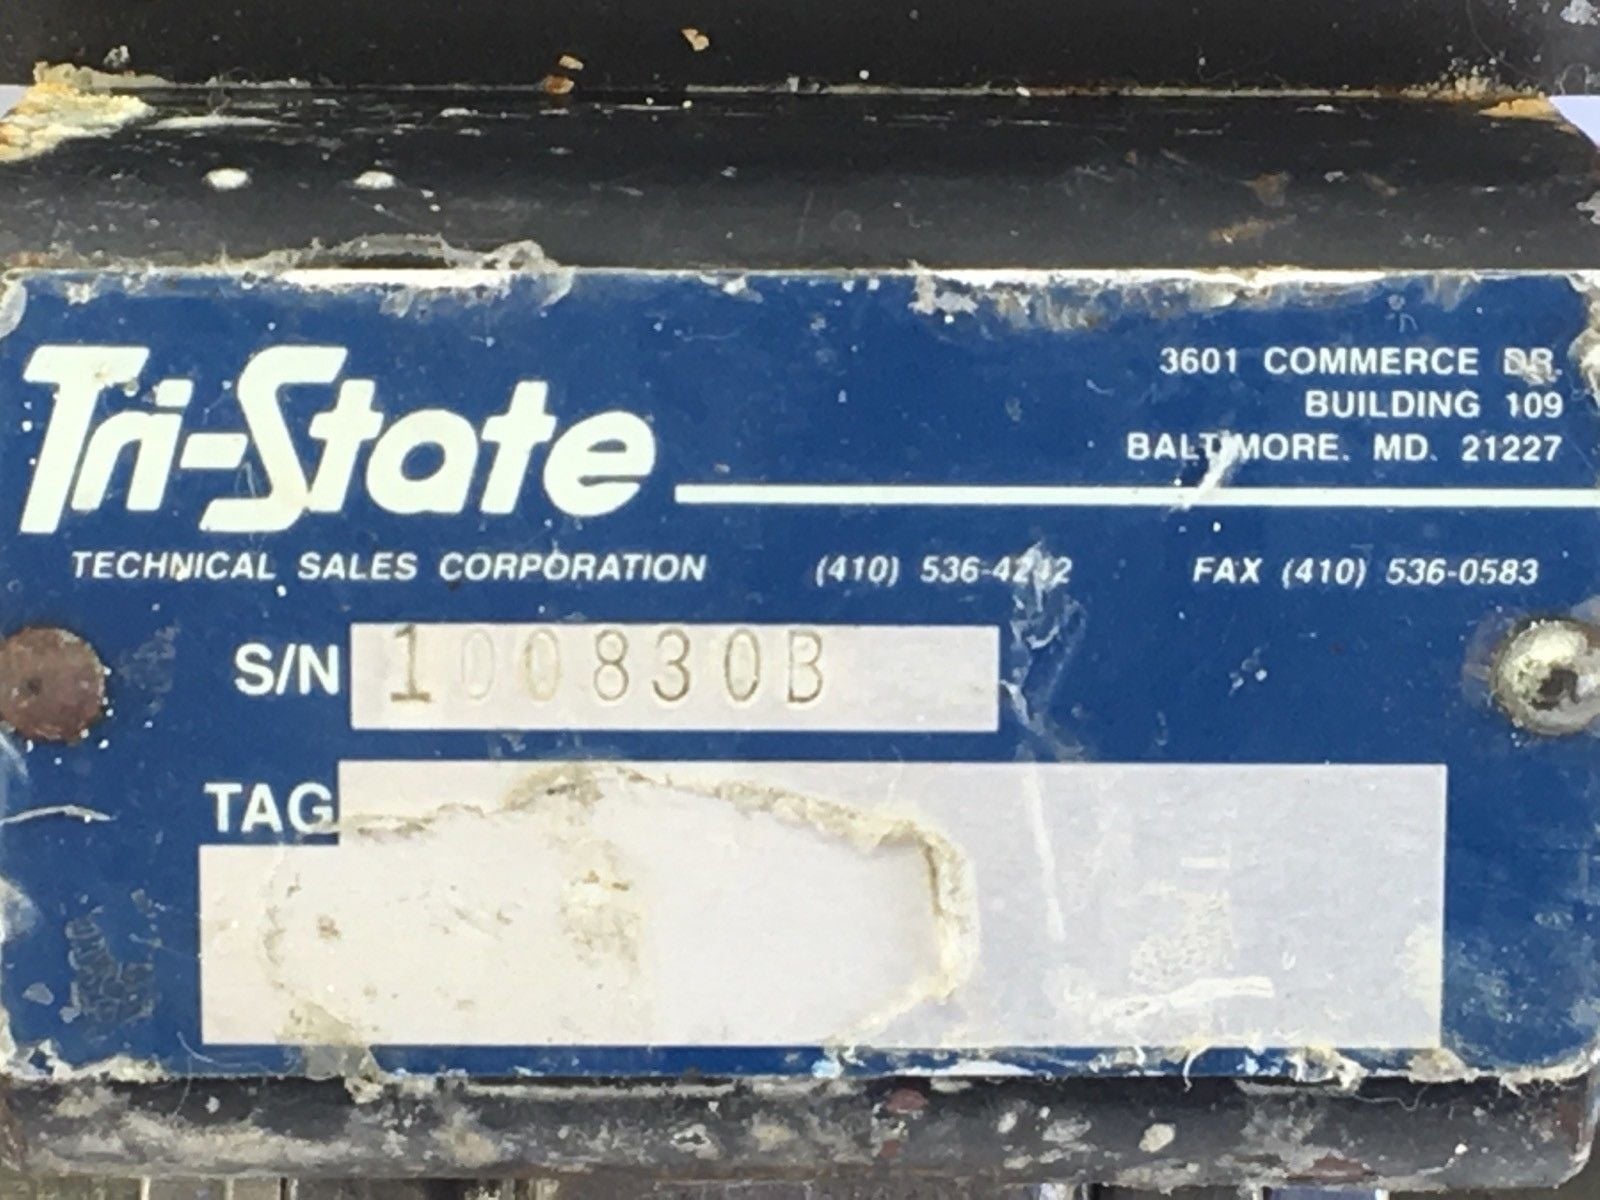 Tri-State
3601 COMMERCE DR.
BUILDING 109
BALTIMORE. MD. 21227
TECHNICAL SALES CORPORATION (410) 536-4242 FAX (410) 536-0583
S/N 100830B
TAG